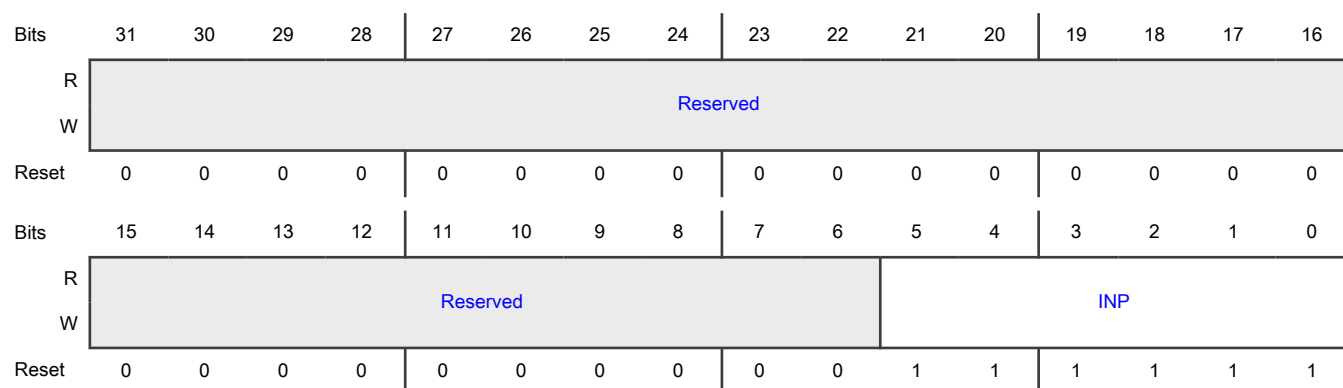 Bits 31 30 29 28 27 26 25 24 23 22 21 20 19 18 17 16
R
Reserved
W
Reset 0 0 0 0 0 0 0 0 0 0 0 0 0 0 0 0
Bits 15 14 13 12 11 10 9 8 7 6 5 4 3 2 1 0
R
Reserved INP
W
Reset 0 0 0 0 0 0 0 0 0 0 1 1 1 1 1 1